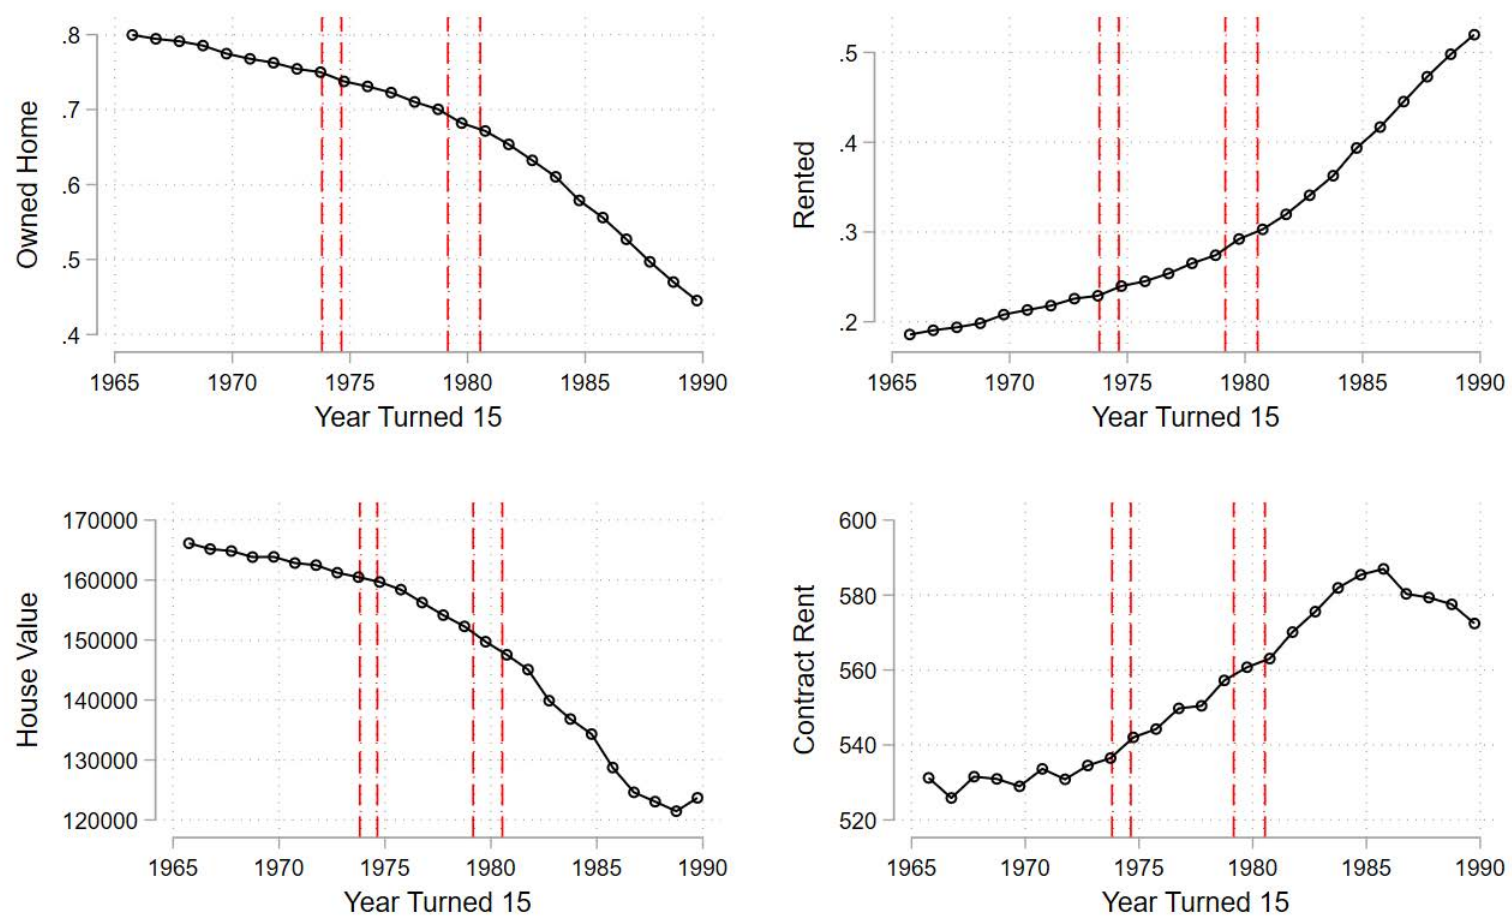 Owned Home
.8
.7
.6
.5
.4
1965 1970 1975 1980 1985 1990
Year Turned 15
Rented
.5
.4
.3
.2
1965 1970 1975 1980 1985 1990
Year Turned 15
House Value
170000
160000
150000
140000
130000
120000
1965 1970 1975 1980 1985 1990
Year Turned 15
Contract Rent
600
580
560
540
520
1965 1970 1975 1980 1985 1990
Year Turned 15